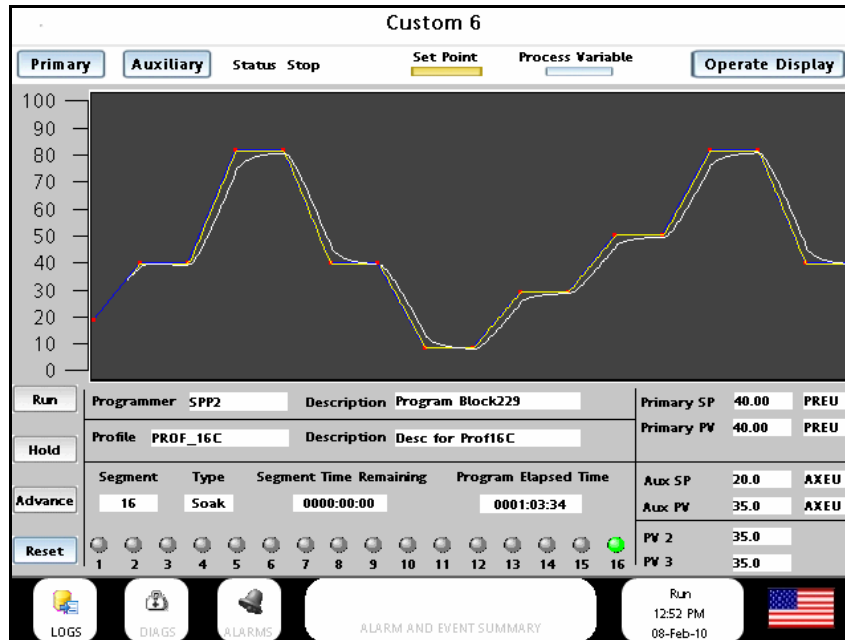 Custom 6
Primary Auxiliary Status Stop Set Point Process Variable Operate Display
100
90
80
70
60
50
40
30
20
10
0
Run Programmer SPP2 Description Program Block229 Primary SP 40.00 PREU
Primary PV 40.00 PREU
Hold Profile PROF_16C Description Desc for Prof16C
Segment Type Segment Time Remaining Program Elapsed Time Aux SP 20.0 AXEU
Advance 16 Soak 0000:00:00 0001:03:34 Aux PV 35.0 AXEU
PV 2 35.0
Reset
1 2 3 4 5 6 7 8 9 10 11 12 13 14 15 16 PV 3 35.0
LOGS DIAGS ALARMS ALARM AND EVENT SUMMARY
Run
12:52 PM
08-Feb-10